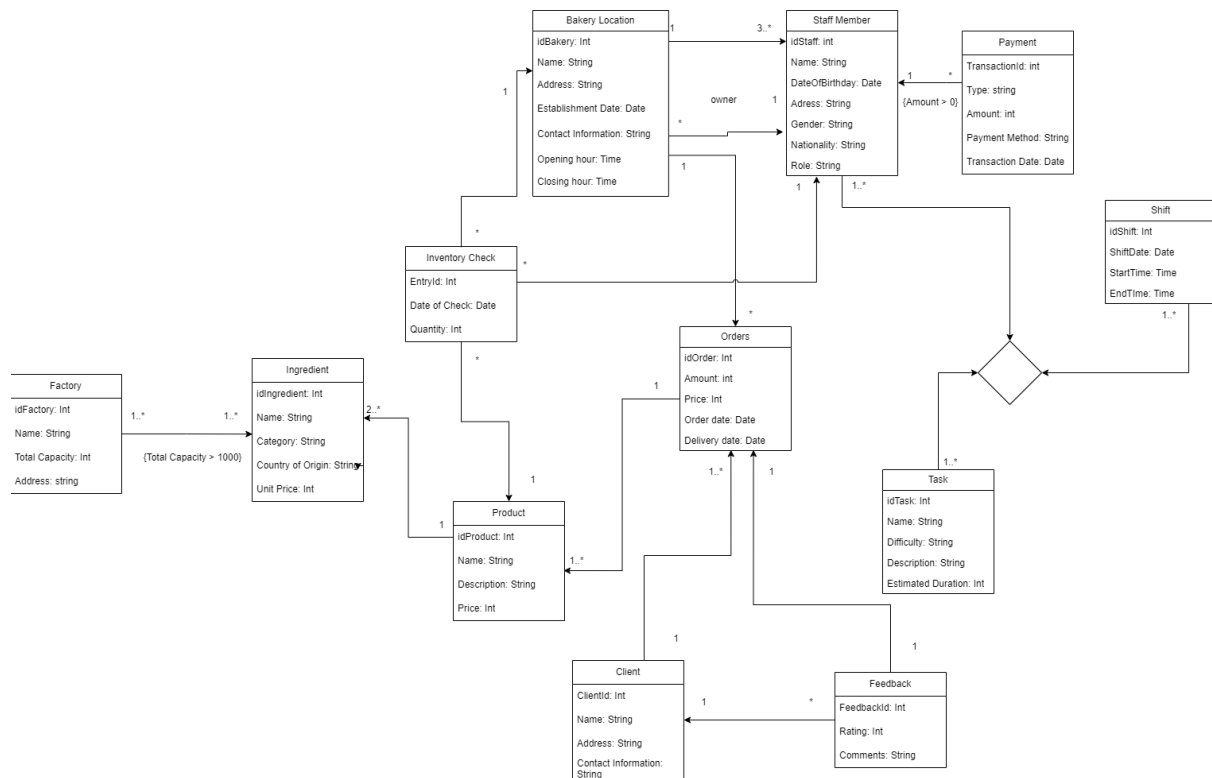 Bakery Location
idBakery: Int
Name: String
Address: String
Establishment Date: Date
Contact Information: String
Opening hour: Time
Closing hour: Time
1
3..*
Staff Member
idStaff: int
Name: String
DateOfBirthday: Date
Adress: String
Gender: String
Nationality: String
Role: String
Payment
TransactionId: int
Type: string
Amount: int
Payment Method: String
Transaction Date: Date
1
*
{Amount > 0}
owner
*
1
1
1
1
1..*
Shift
idShift: Int
ShiftDate: Date
StartTime: Time
EndTIme: Time
1..*
*
Inventory Check
EntryId: Int
Date of Check: Date
Quantity: Int
*
*
*
Orders
idOrder: Int
Amount: int
Price: Int
Order date: Date
Delivery date: Date
Factory
idFactory: Int
Name: String
Total Capacity: Int
Address: string
1..*
1..*
{Total Capacity > 1000}
Ingredient
idIngredient: Int
Name: String
Category: String
Country of Origin: String
Unit Price: Int
2..*
1
1
1
Product
idProduct: Int
Name: String
Description: String
Price: Int
1..*
1..*
1
1..*
Task
idTask: Int
Name: String
Difficulty: String
Description: String
Estimated Duration: Int
1
1
Client
ClientId: Int
Name: String
Address: String
Contact Information:
String
1
*
Feedback
FeedbackId: Int
Rating: Int
Comments: String